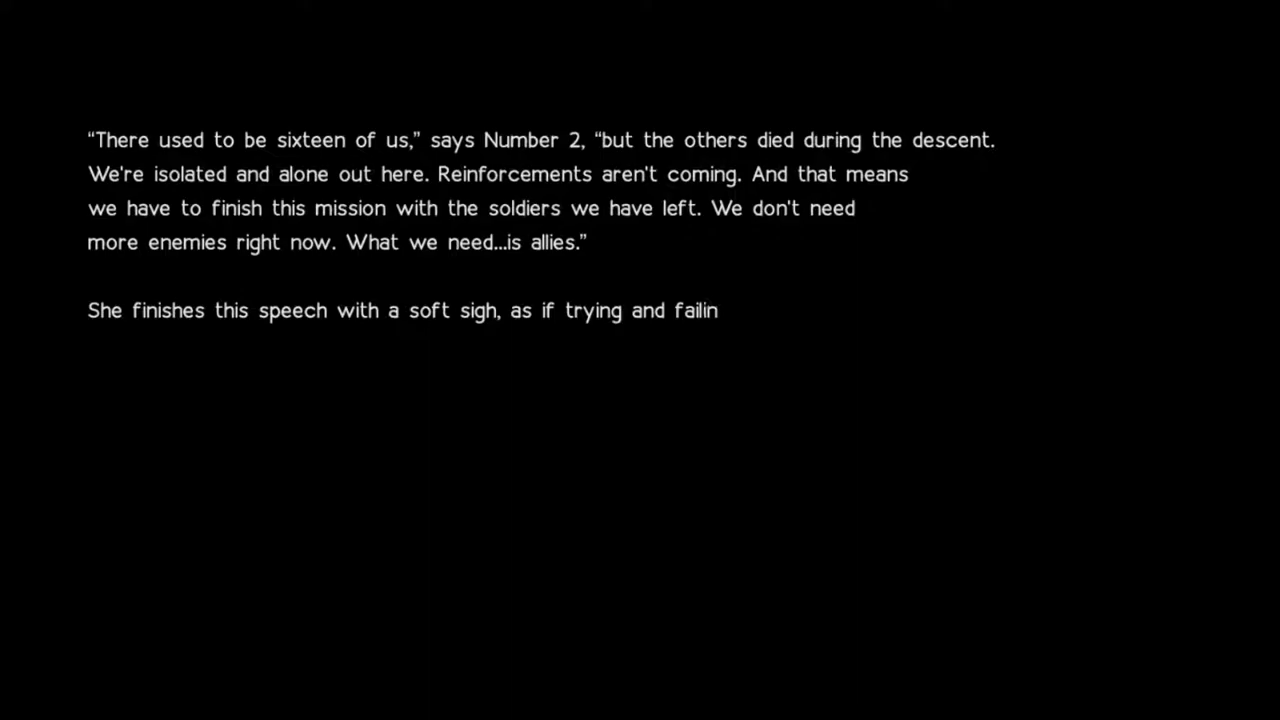 “There used to be sixteen of us,” says Number 2, “but the others died during the descent.
We're isolated and alone out here. Reinforcements aren't coming. And that means
we have to finish this mission with the soldiers we have left. We don't need
more enemies right now. What we need...is allies.”
She finishes this speech with a soft sigh, as if trying and failin